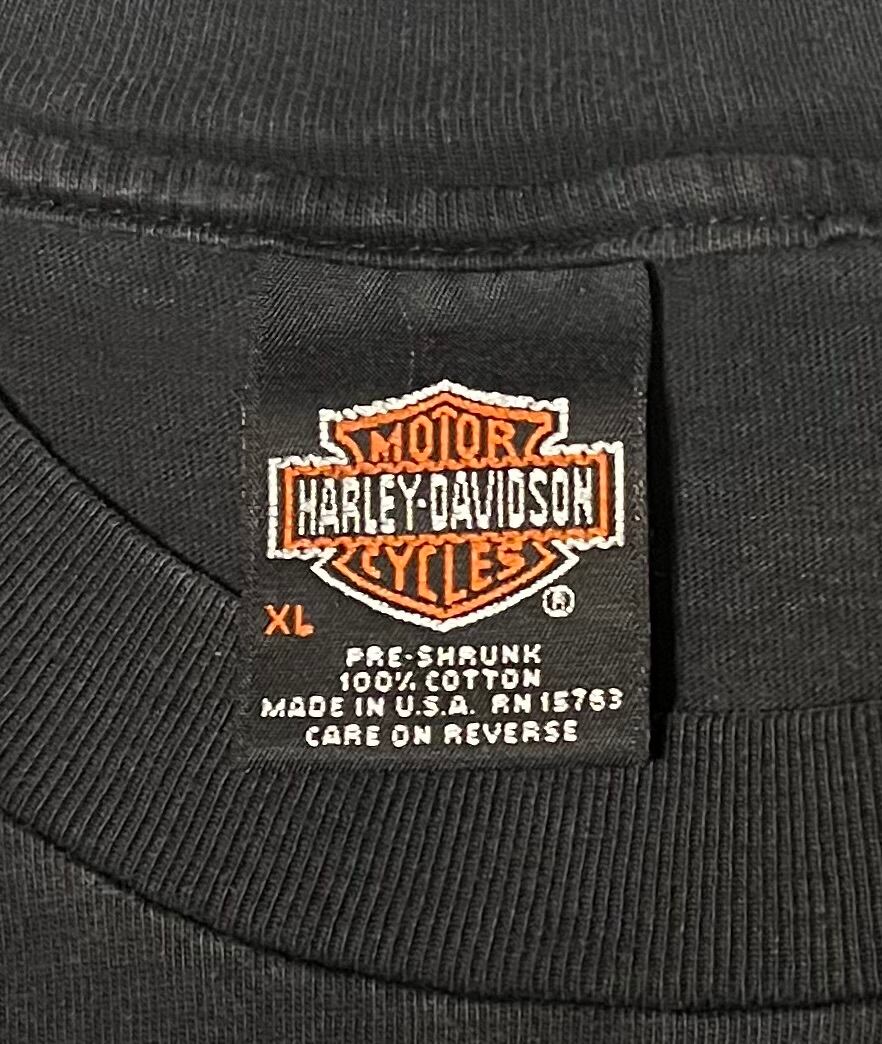 MOTOR
HARLEY-DAVIDSON
CYCLES
®
XL
PRE-SHRUNK
100% COTTON
MADE IN U.S.A. RN 15763
CARE ON REVERSE